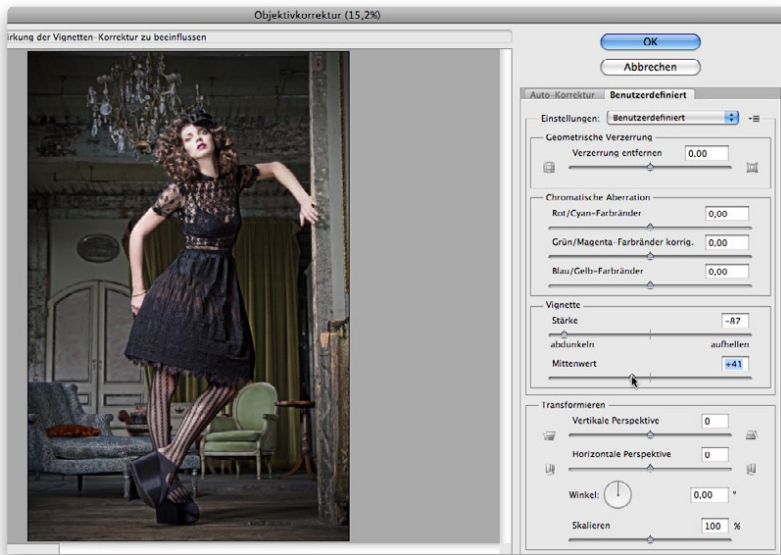 Objektivkorrektur (15,2%)
irkung der Vignetten-Korrektur zu beeinflussen
OK
Abbrechen
Auto-Korrektur Benutzerdefiniert
Einstellungen: Benutzerdefiniert
Geometrische Verzerrung
Verzerrung entfernen 0,00
Chromatische Aberration
Rot/Cyan-Farbränder 0,00
Grün/Magenta-Farbränder korrig. 0,00
Blau/Gelb-Farbränder 0,00
Vignette
Stärke -87
abdunkeln aufhellen
Mittenwert +41
Transformieren
Vertikale Perspektive 0
Horizontale Perspektive 0
Winkel: 0,00 °
Skalieren 100 %